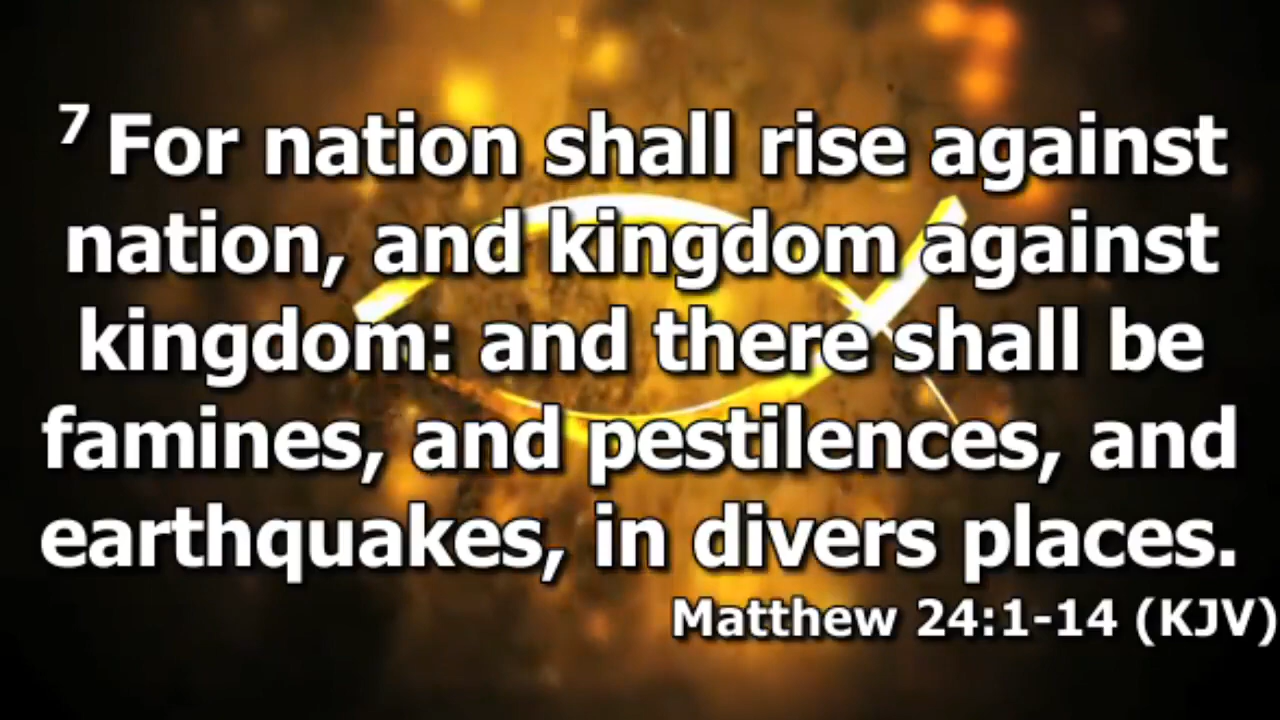 7 For nation shall rise against
nation, and kingdom against
kingdom: and there shall be
famines, and pestilences, and
earthquakes, in divers places.
Matthew 24:1-14 (KJV)